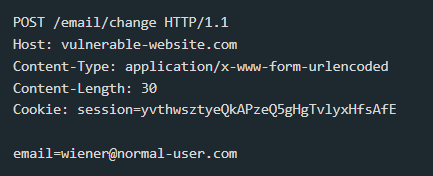 POST /email/change HTTP/1.1
Host: vulnerable-website.com
Content-Type: application/x-www-form-urlencoded
Content-Length: 30
Cookie: session=yvthwsztyeQkAPzeQ5gHgTvlyxHfsAfE

email=wiener@normal-user.com